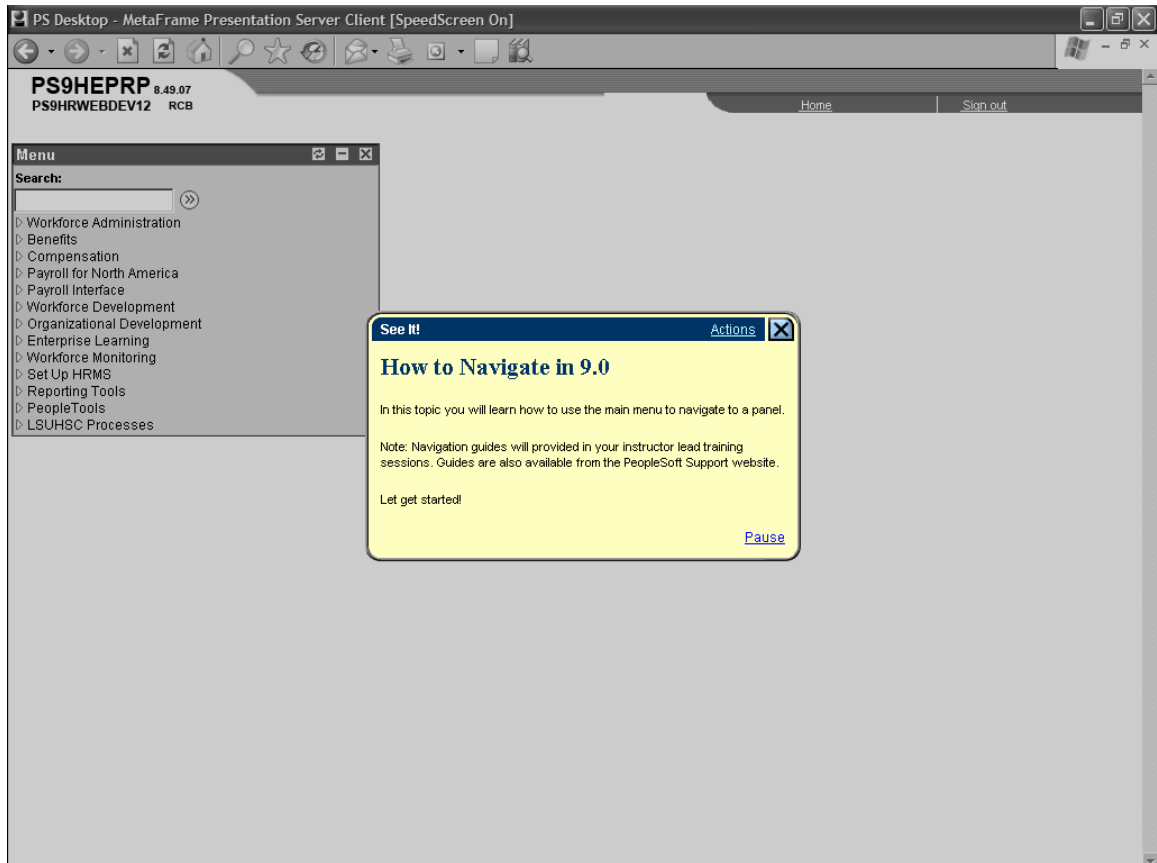 PS Desktop - MetaFrame Presentation Server Client [SpeedScreen On]
PS9HEPRP 8.49.07
PS9HRWEBDEV12 RCB
Home
Sign out
Menu
Search:
Workforce Administration
Benefits
Compensation
Payroll for North America
Payroll Interface
Workforce Development
Organizational Development
Enterprise Learning
Workforce Monitoring
Set Up HRMS
Reporting Tools
PeopleTools
LSUHSC Processes
See It!
Actions
How to Navigate in 9.0
In this topic you will learn how to use the main menu to navigate to a panel.
Note: Navigation guides will provided in your instructor lead training
sessions. Guides are also available from the PeopleSoft Support website.
Let get started!
Pause